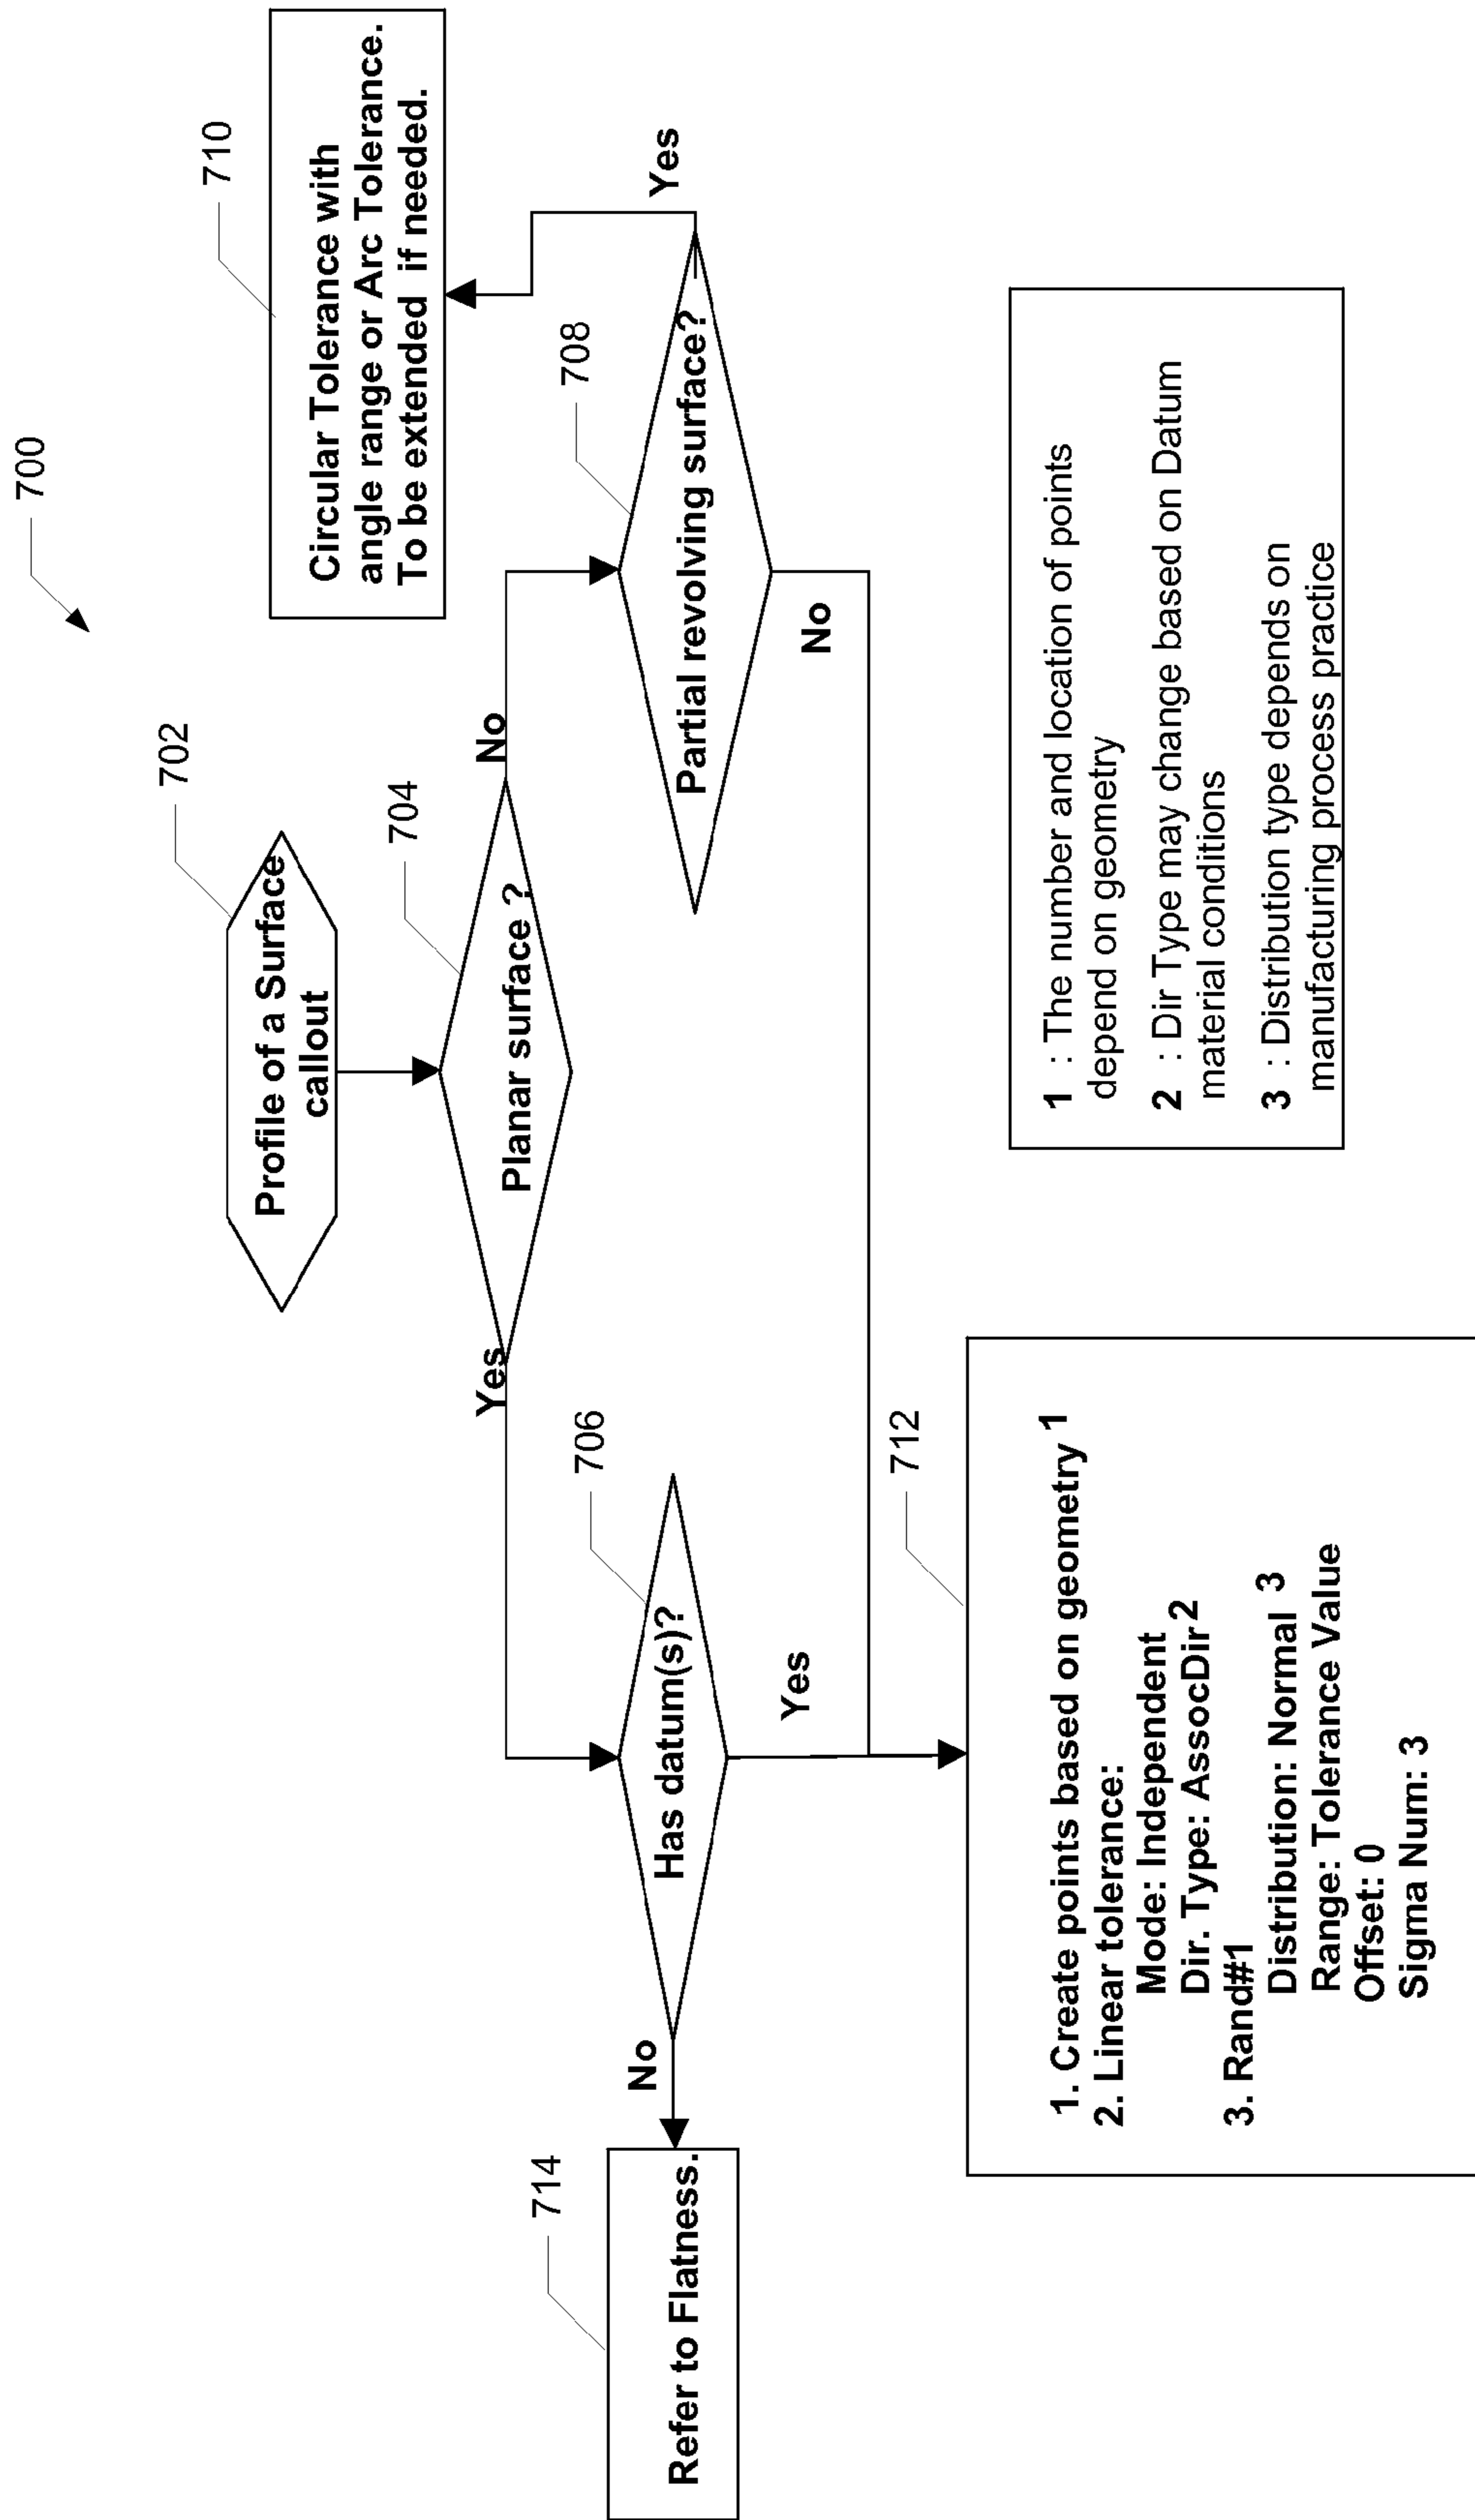 700
702
Profile of a Surface
callout
704
Planar surface ?
Yes
No
706
Has datum(s)?
No
Yes
708
Partial revolving surface?
Yes
No
710
Circular Tolerance with
angle range or Arc Tolerance.
To be extended if needed.
714
Refer to Flatness.
712
1. Create points based on geometry 1
2. Linear tolerance:
Mode: Independent
Dir. Type: AssocDir 2
3. Rand#1
Distribution: Normal 3
Range: Tolerance Value
Offset: 0
Sigma Num: 3
1 : The number and location of points
depend on geometry
2 : Dir Type may change based on Datum
material conditions
3 : Distribution type depends on
manufacturing process practice